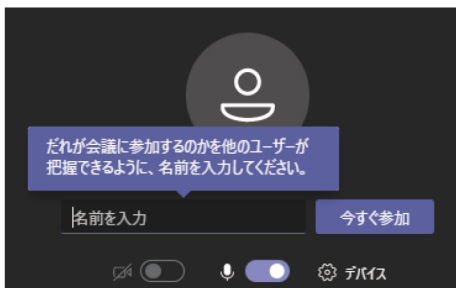 だれが会議に参加するのかを他のユーザーが
把握できるように、名前を入力してください。
名前を入力
今すぐ参加
デバイス